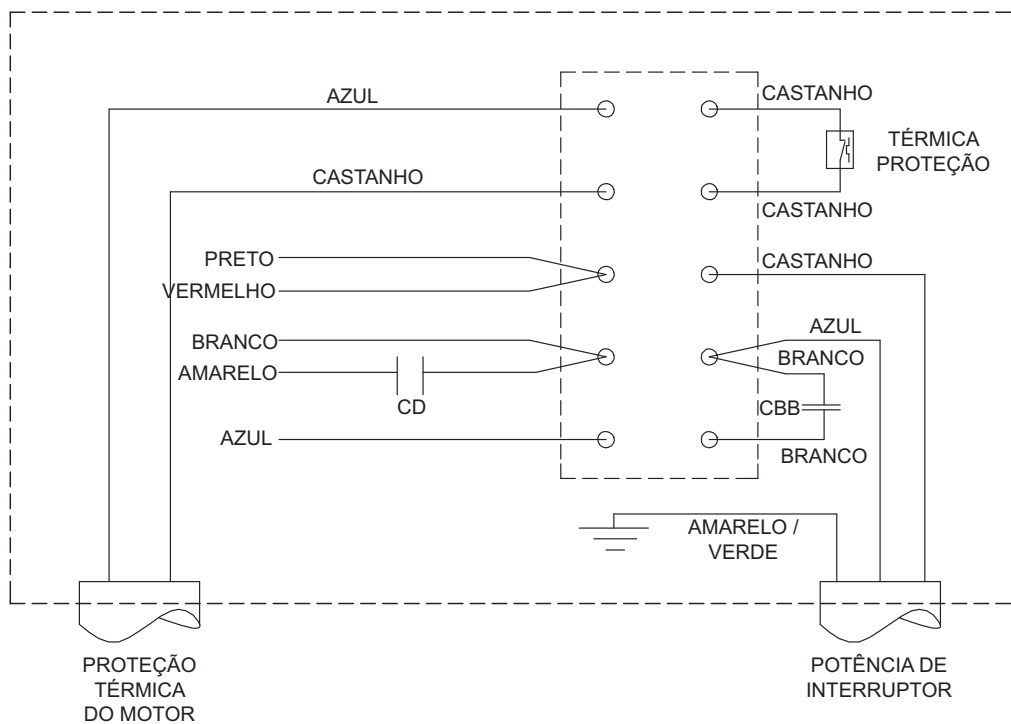 AZUL
CASTANHO
TÉRMICA
PROTEÇÃO
CASTANHO
CASTANHO
PRETO
CASTANHO
VERMELHO
AZUL
BRANCO
BRANCO
AMARELO
CD
CBB
AZUL
BRANCO
AMARELO /
VERDE
PROTEÇÃO
TÉRMICA
DO MOTOR
POTÊNCIA DE
INTERRUPTOR